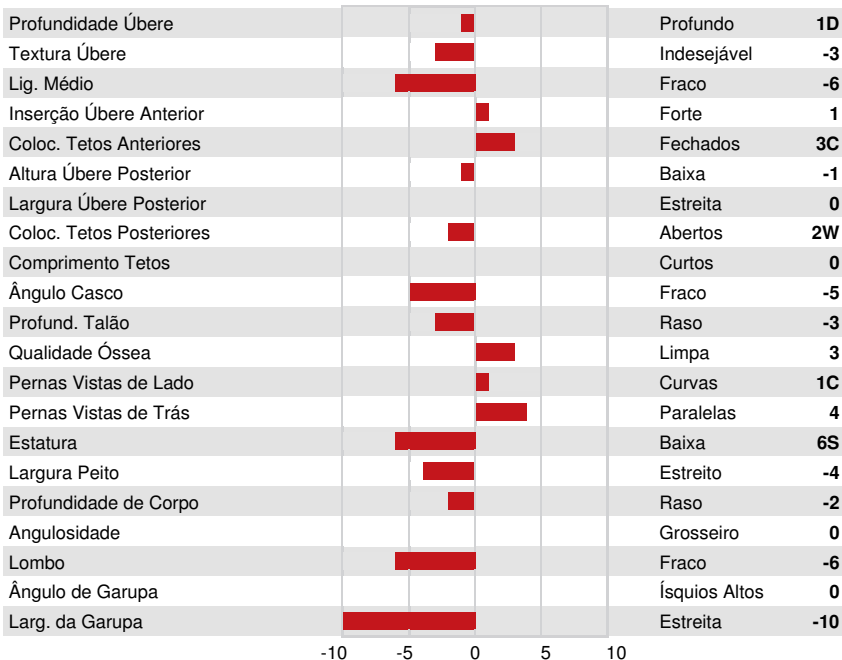 Profundidade Úbere Profundo 1D
Textura Úbere Indesejável -3
Lig. Médio Fraco -6
Inserção Úbere Anterior Forte 1
Coloc. Tetos Anteriores Fechados 3C
Altura Úbere Posterior Baixa -1
Largura Úbere Posterior Estreita 0
Coloc. Tetos Posteriores Abertos 2W
Comprimento Tetos Curtos 0
Ângulo Casco Fraco -5
Profund. Talão Raso -3
Qualidade Óssea Limpa 3
Pernas Vistas de Lado Curvas 1C
Pernas Vistas de Trás Paralelas 4
Estatura Baixa 6S
Largura Peito Estreito -4
Profundidade de Corpo Raso -2
Angulosidade Grosseiro 0
Lombo Fraco -6
Ângulo de Garupa Ísquios Altos 0
Larg. da Garupa Estreita -10
-10 -5 0 5 10